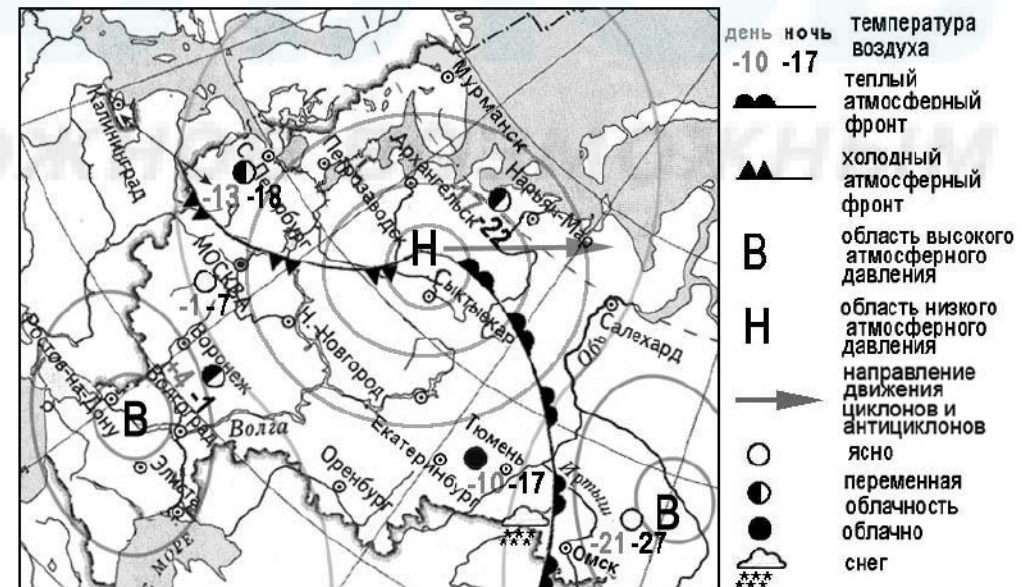 Мурманск
Калининград
С.-Петербург
-13 -18
Петрозаводск
Архангельск
Нарьян-Мар
-17 -22
Н
МОСКВА
-1 -7
Сыктывкар
Салехард
Обь
Н.-Новгород
Воронеж
+4 -1
Ростов-на-Дону
В
Волгоград
Волга
Элиста
МОРЕ
Оренбург
Екатеринбург
Тюмень
-10 -17
Иртыш
В
-21 -27
Омск
день ночь
-10 -17
температура
воздуха
теплый
атмосферный
фронт
холодный
атмосферный
фронт
В
область высокого
атмосферного
давления
Н
область низкого
атмосферного
давления
направление
движения
циклонов и
антициклонов
ясно
переменная
облачность
облачно
снег